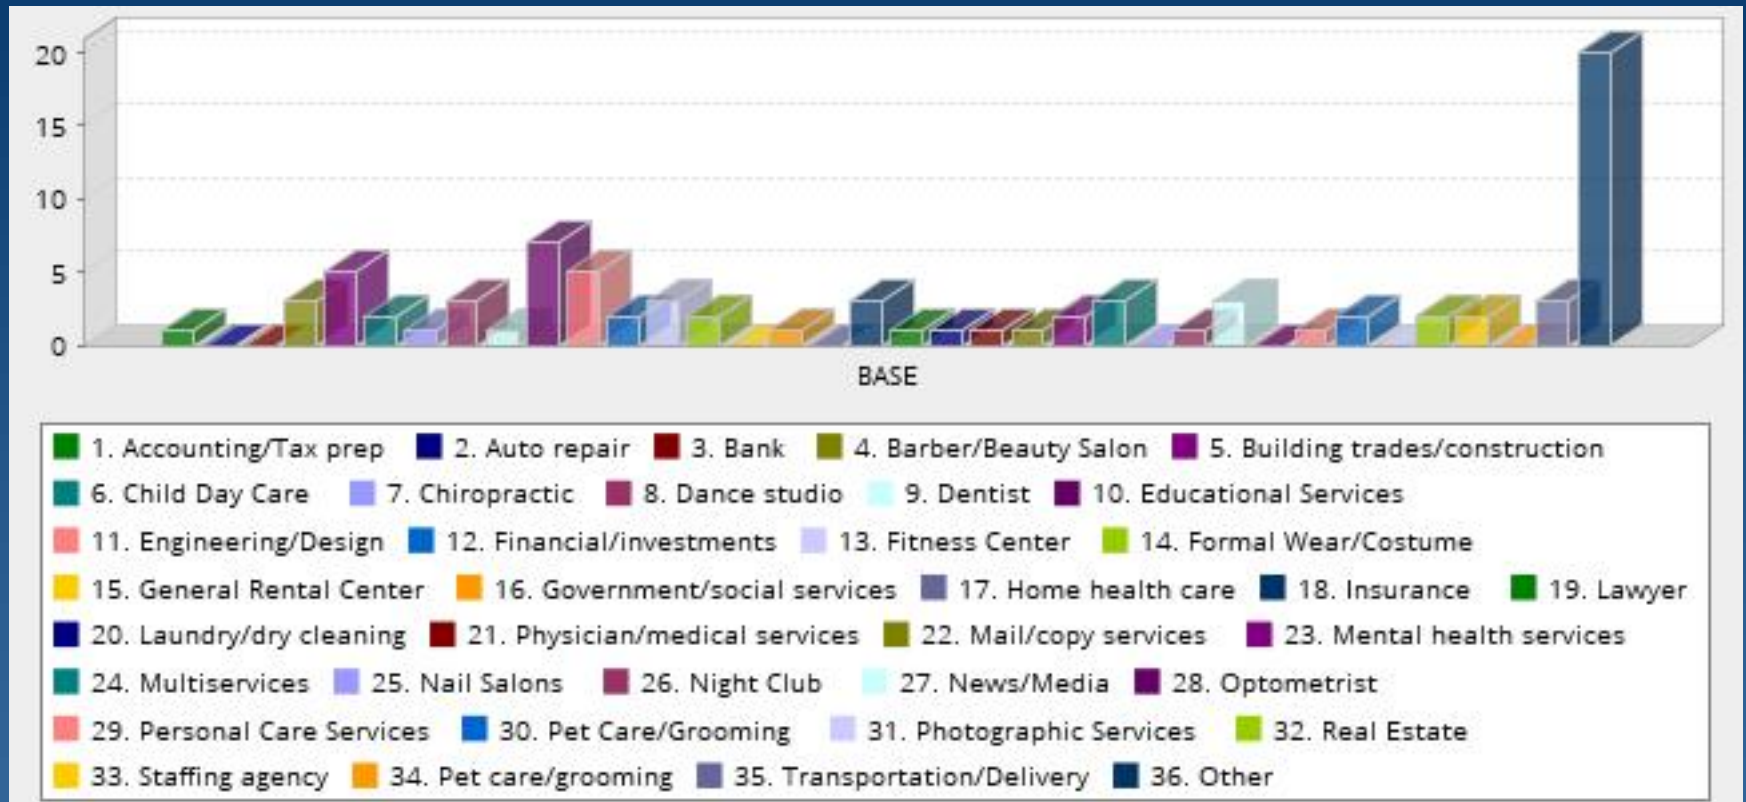 20
15
10
5
0
BASE
1. Accounting/Tax prep 2. Auto repair 3. Bank 4. Barber/Beauty Salon 5. Building trades/construction
6. Child Day Care 7. Chiropractic 8. Dance studio 9. Dentist 10. Educational Services
11. Engineering/Design 12. Financial/investments 13. Fitness Center 14. Formal Wear/Costume
15. General Rental Center 16. Government/social services 17. Home health care 18. Insurance 19. Lawyer
20. Laundry/dry cleaning 21. Physician/medical services 22. Mail/copy services 23. Mental health services
24. Multiservices 25. Nail Salons 26. Night Club 27. News/Media 28. Optometrist
29. Personal Care Services 30. Pet Care/Grooming 31. Photographic Services 32. Real Estate
33. Staffing agency 34. Pet care/grooming 35. Transportation/Delivery 36. Other